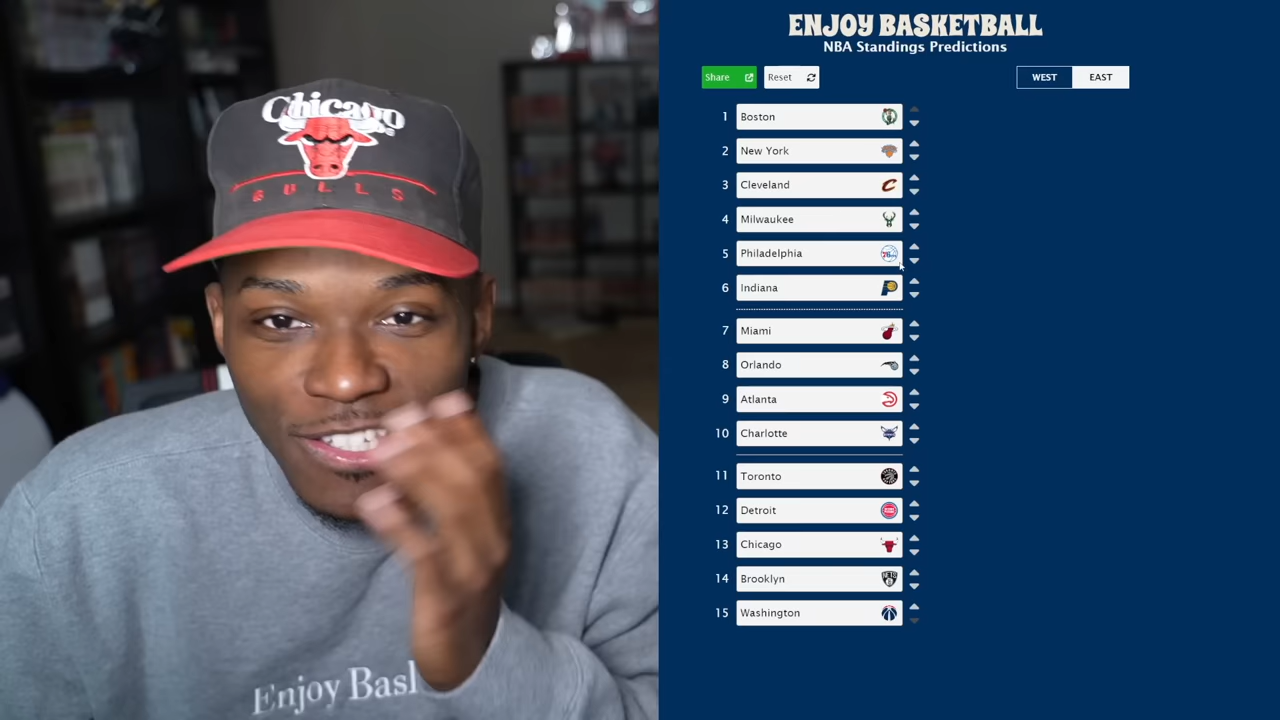 Chicago
BULLS
Enjoy Bas
ENJOY BASKETBALL
NBA Standings Predictions
Share
Reset
WEST
EAST
1 Boston
2 New York
3 Cleveland
4 Milwaukee
5 Philadelphia
6 Indiana
7 Miami
8 Orlando
9 Atlanta
10 Charlotte
11 Toronto
12 Detroit
13 Chicago
14 Brooklyn
15 Washington